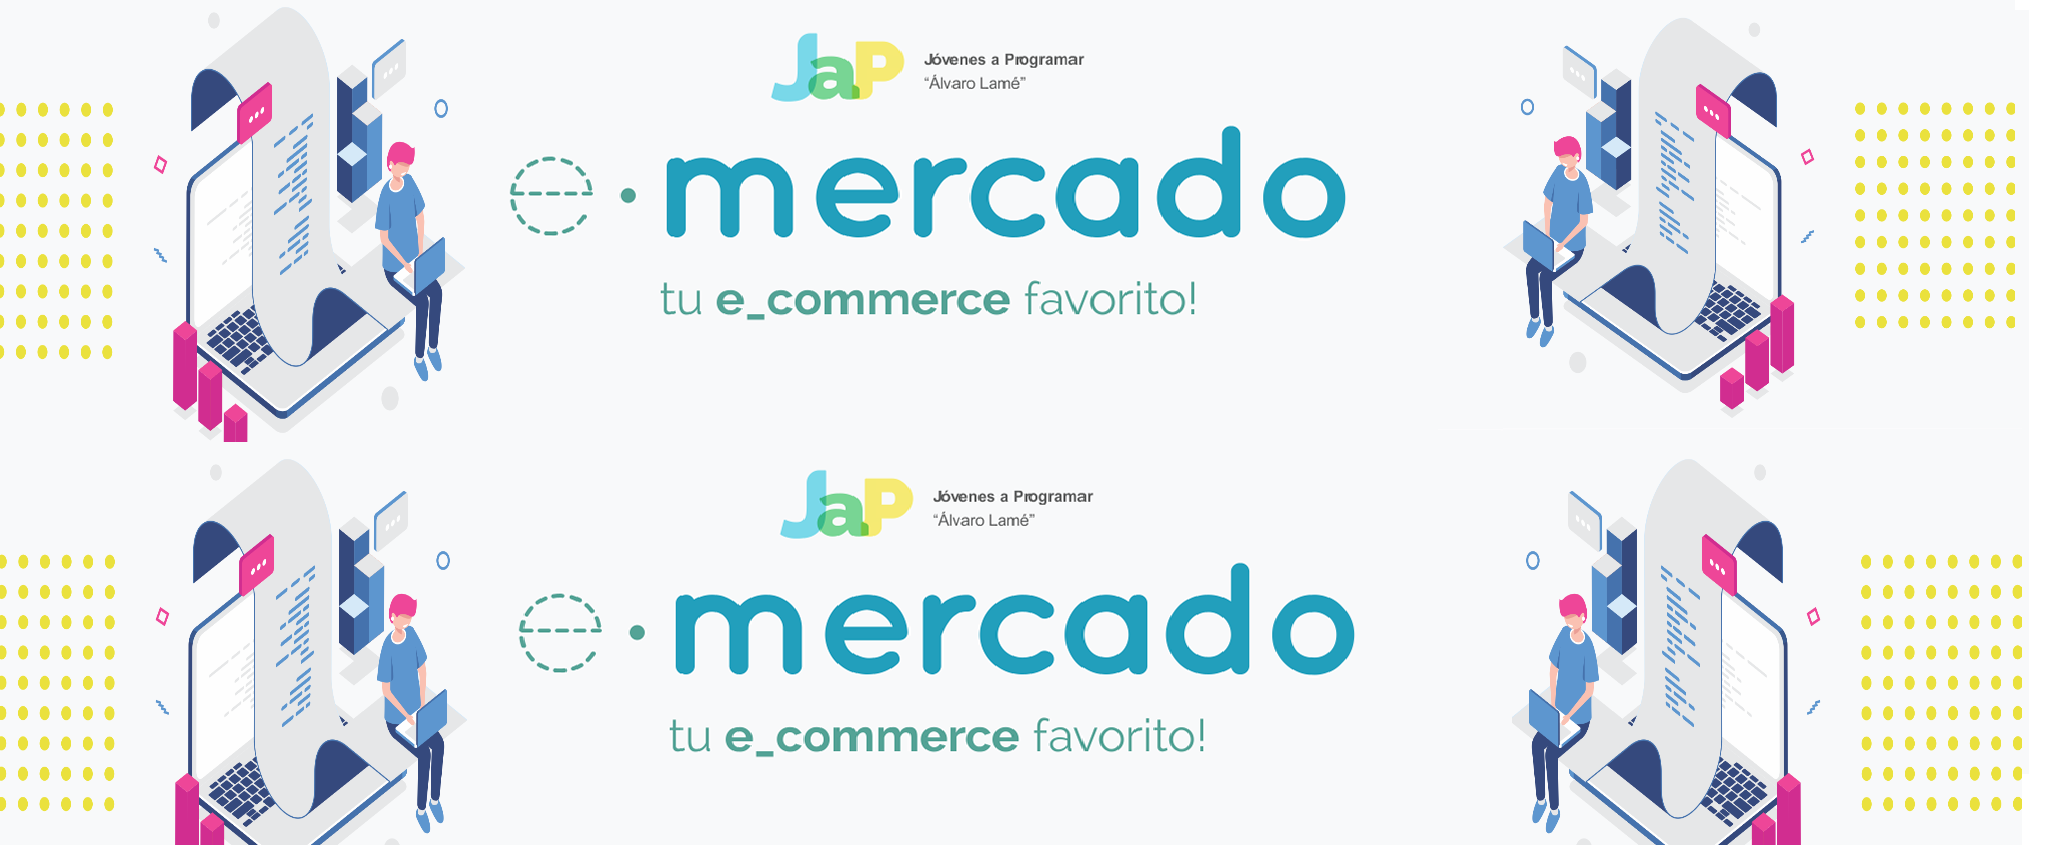 JaP
Jóvenes a Programar
“Álvaro Lamé”
e • mercado
tu e_commerce favorito!
JaP
Jóvenes a Programar
“Álvaro Lamé”
e • mercado
tu e_commerce favorito!